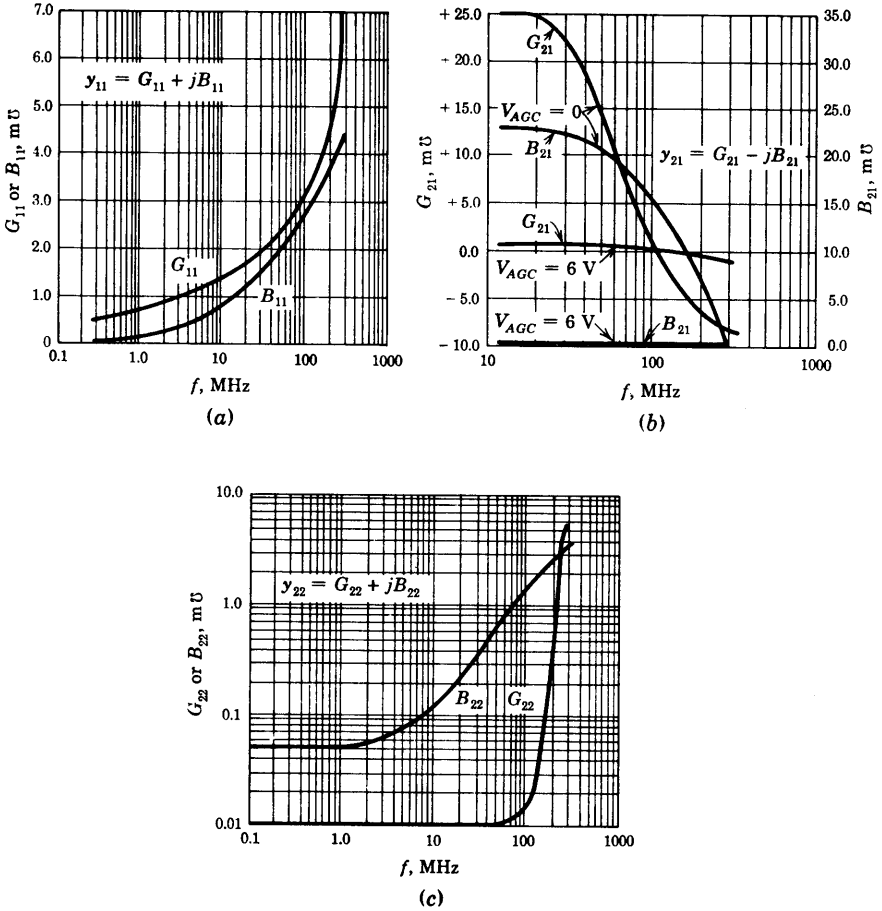 7.0
6.0
5.0
4.0
3.0
2.0
1.0
0
G₁₁ or B₁₁, m℧
y₁₁ = G₁₁ + jB₁₁
G₁₁
B₁₁
0.1
1.0
10
100
1000
f, MHz
(a)
+ 25.0
+ 20.0
+ 15.0
+ 10.0
+ 5.0
0.0
− 5.0
− 10.0
G₂₁, m℧
G₂₁
V_AGC = 0
B₂₁
y₂₁ = G₂₁ − jB₂₁
G₂₁
V_AGC = 6 V
V_AGC = 6 V
B₂₁
35.0
30.0
25.0
20.0
15.0
10.0
5.0
0.0
B₂₁, m℧
10
100
1000
f, MHz
(b)
10.0
1.0
0.1
0.01
G₂₂ or B₂₂, m℧
y₂₂ = G₂₂ + jB₂₂
B₂₂
G₂₂
0.1
1.0
10
100
1000
f, MHz
(c)